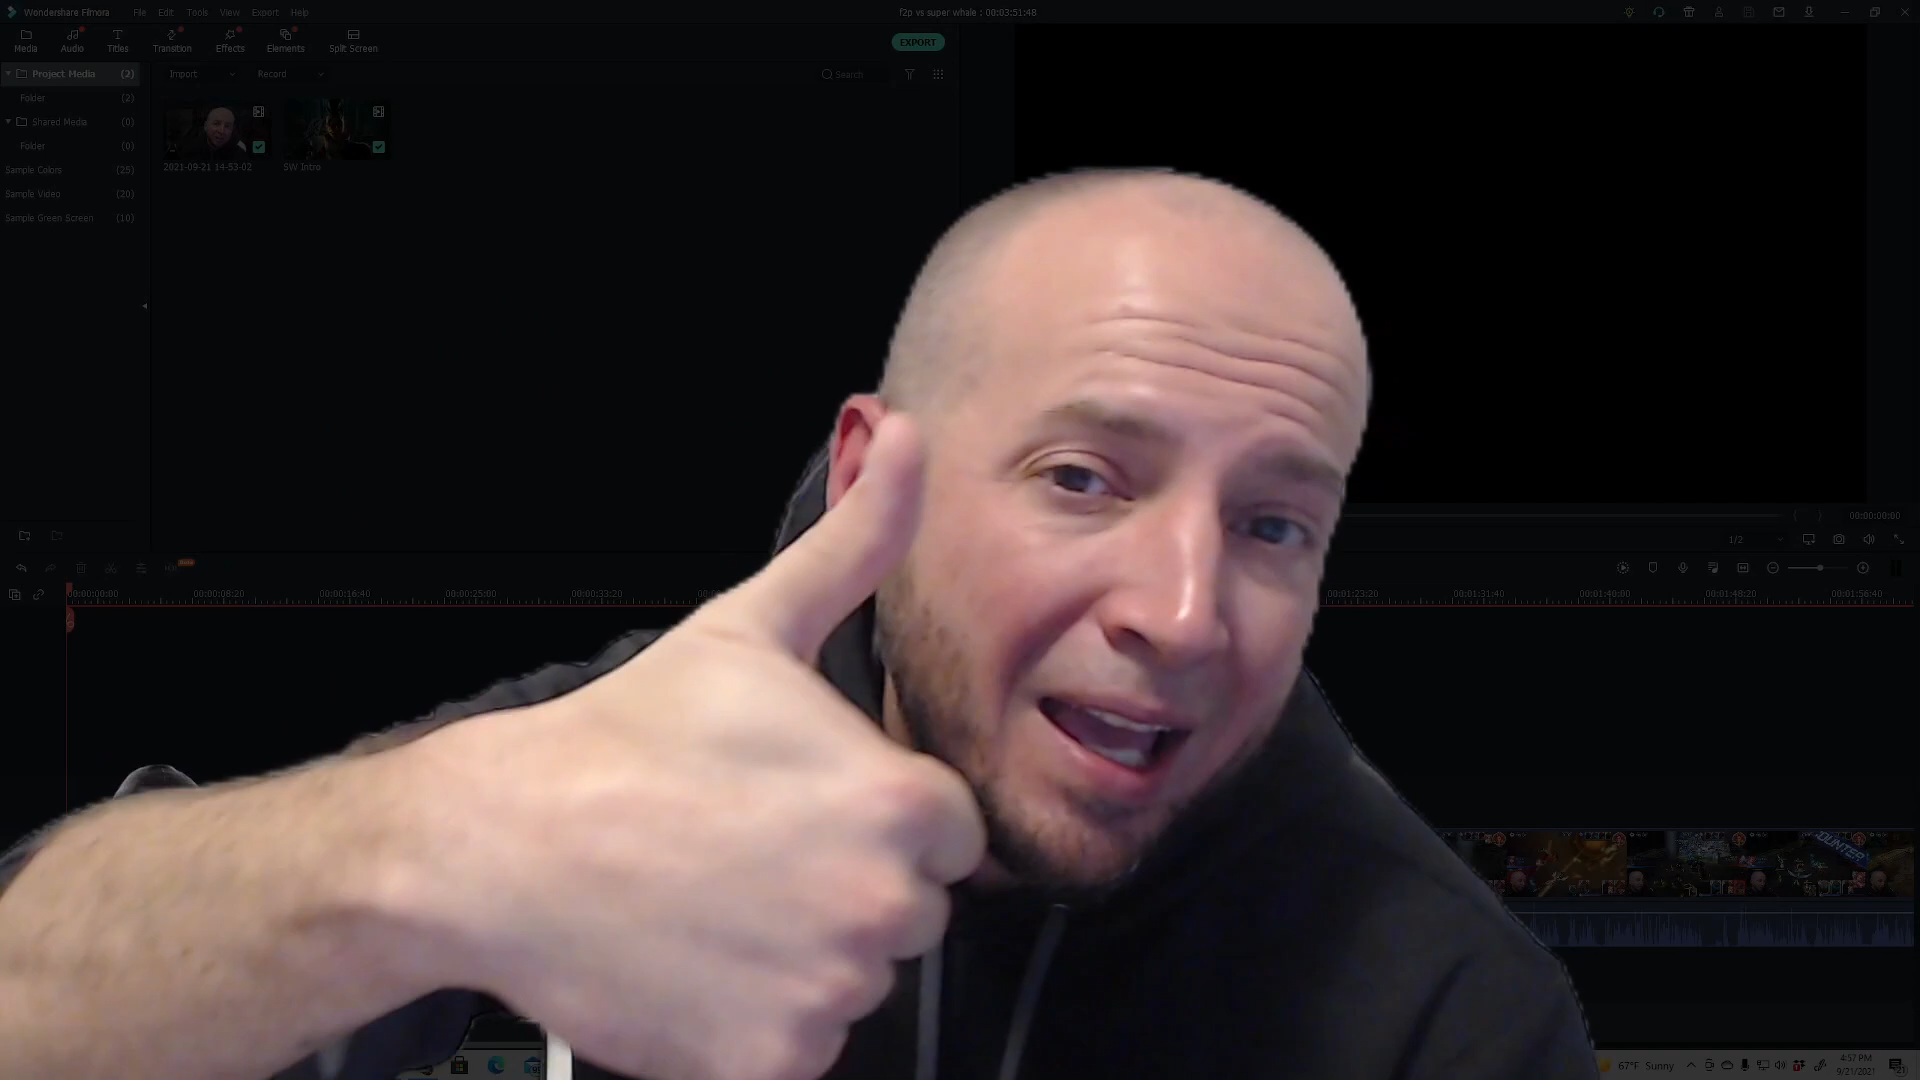 Wondershare Filmora File Edit Tools View Export Help
f2p vs super whale : 00:03:51:48
Media Audio Titles Transition Effects Elements Split Screen
EXPORT
Project Media (2)
Import Record Search
Folder (2)
Shared Media (0)
Folder (0)
Sample Colors (25)
Sample Video (20)
Sample Green Screen (10)
2021-09-21 14-53-02
SW Intro
00:00:00:00
1/2
00:00:00:00 00:00:08:20 00:00:16:40 00:00:25:00 00:00:33:20
00:01:23:20 00:01:31:40 00:01:40:00 00:01:48:20 00:01:56:40
COUNTER
67°F Sunny
4:57 PM
9/21/2021